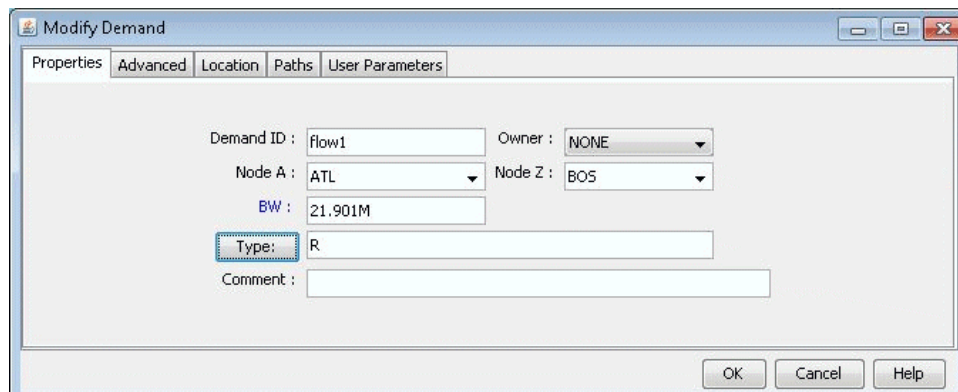 Modify Demand
Properties Advanced Location Paths User Parameters
Demand ID : flow1 Owner : NONE
Node A : ATL Node Z : BOS
BW : 21.901M
Type: R
Comment :
OK Cancel Help